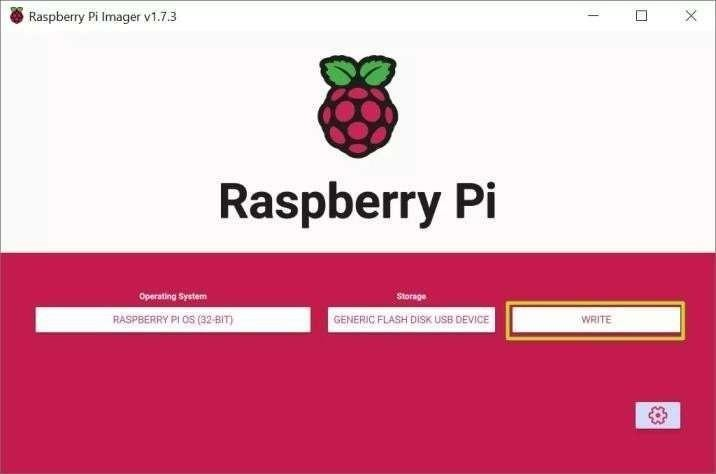 Raspberry Pi Imager v1.7.3
Raspberry Pi
Operating System
RASPBERRY PI OS (32-BIT)
Storage
GENERIC FLASH DISK USB DEVICE
WRITE